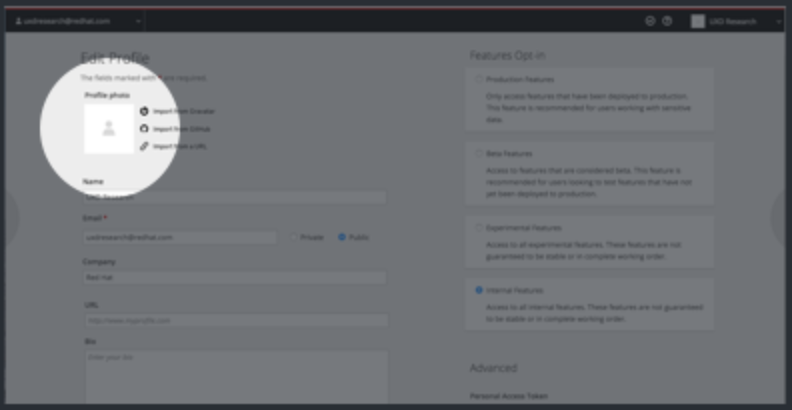 uxdresearch@redhat.com
UXD Research
Edit Profile
The fields marked with * are required.
Profile photo
Import from Gravatar
Import from GitHub
Import from a URL
Name
UXD Research
Email *
uxdresearch@redhat.com
Private
Public
Company
Red Hat
URL
http://www.myprofile.com
Bio
Enter your bio
Features Opt-in
Production Features
Only access features that have been deployed to production.
This feature is recommended for users working with sensitive
data.
Beta Features
Access to features that are considered beta. This feature is
recommended for users looking to test features that have not
yet been deployed to production.
Experimental Features
Access to all experimental features. These features are not
guaranteed to be stable or in complete working order.
Internal Features
Access to all internal features. These features are not guaranteed
to be stable or in complete working order.
Advanced
Personal Access Token